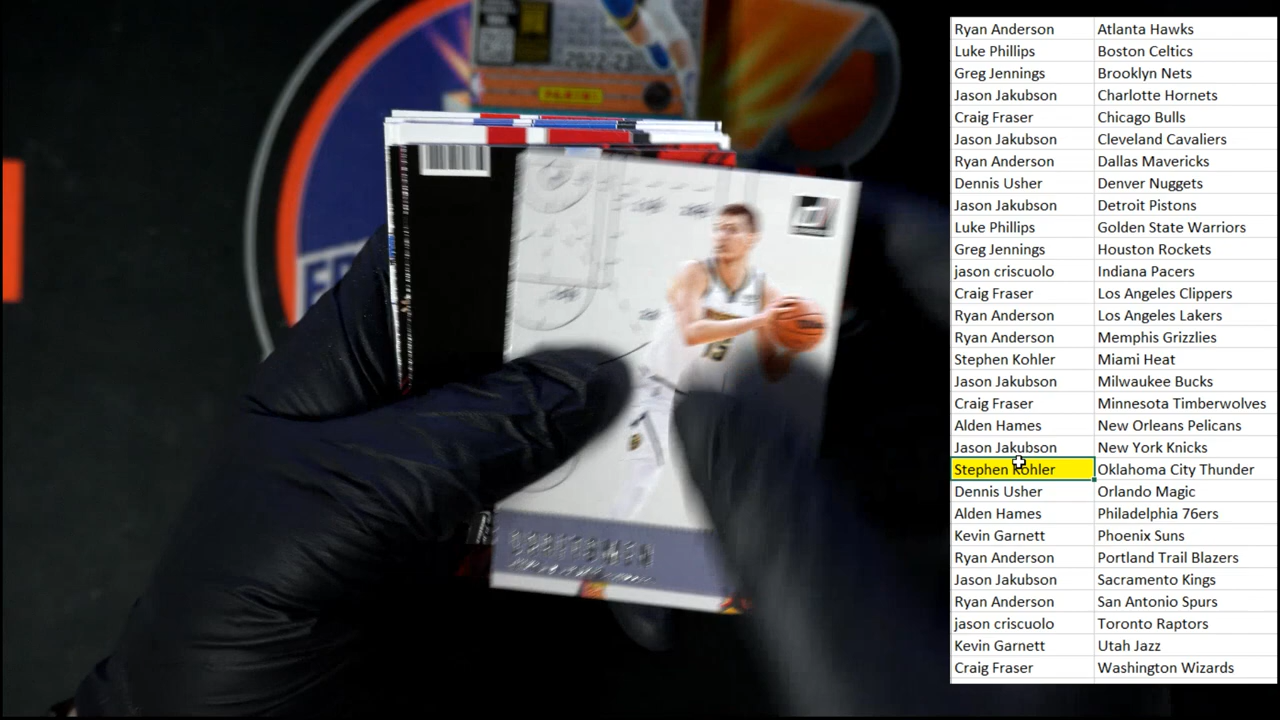 2022-23
PANINI
15
CRAFTSMEN
Ryan Anderson Atlanta Hawks
Luke Phillips Boston Celtics
Greg Jennings Brooklyn Nets
Jason Jakubson Charlotte Hornets
Craig Fraser Chicago Bulls
Jason Jakubson Cleveland Cavaliers
Ryan Anderson Dallas Mavericks
Dennis Usher Denver Nuggets
Jason Jakubson Detroit Pistons
Luke Phillips Golden State Warriors
Greg Jennings Houston Rockets
jason criscuolo Indiana Pacers
Craig Fraser Los Angeles Clippers
Ryan Anderson Los Angeles Lakers
Ryan Anderson Memphis Grizzlies
Stephen Kohler Miami Heat
Jason Jakubson Milwaukee Bucks
Craig Fraser Minnesota Timberwolves
Alden Hames New Orleans Pelicans
Jason Jakubson New York Knicks
Stephen Kohler Oklahoma City Thunder
Dennis Usher Orlando Magic
Alden Hames Philadelphia 76ers
Kevin Garnett Phoenix Suns
Ryan Anderson Portland Trail Blazers
Jason Jakubson Sacramento Kings
Ryan Anderson San Antonio Spurs
jason criscuolo Toronto Raptors
Kevin Garnett Utah Jazz
Craig Fraser Washington Wizards